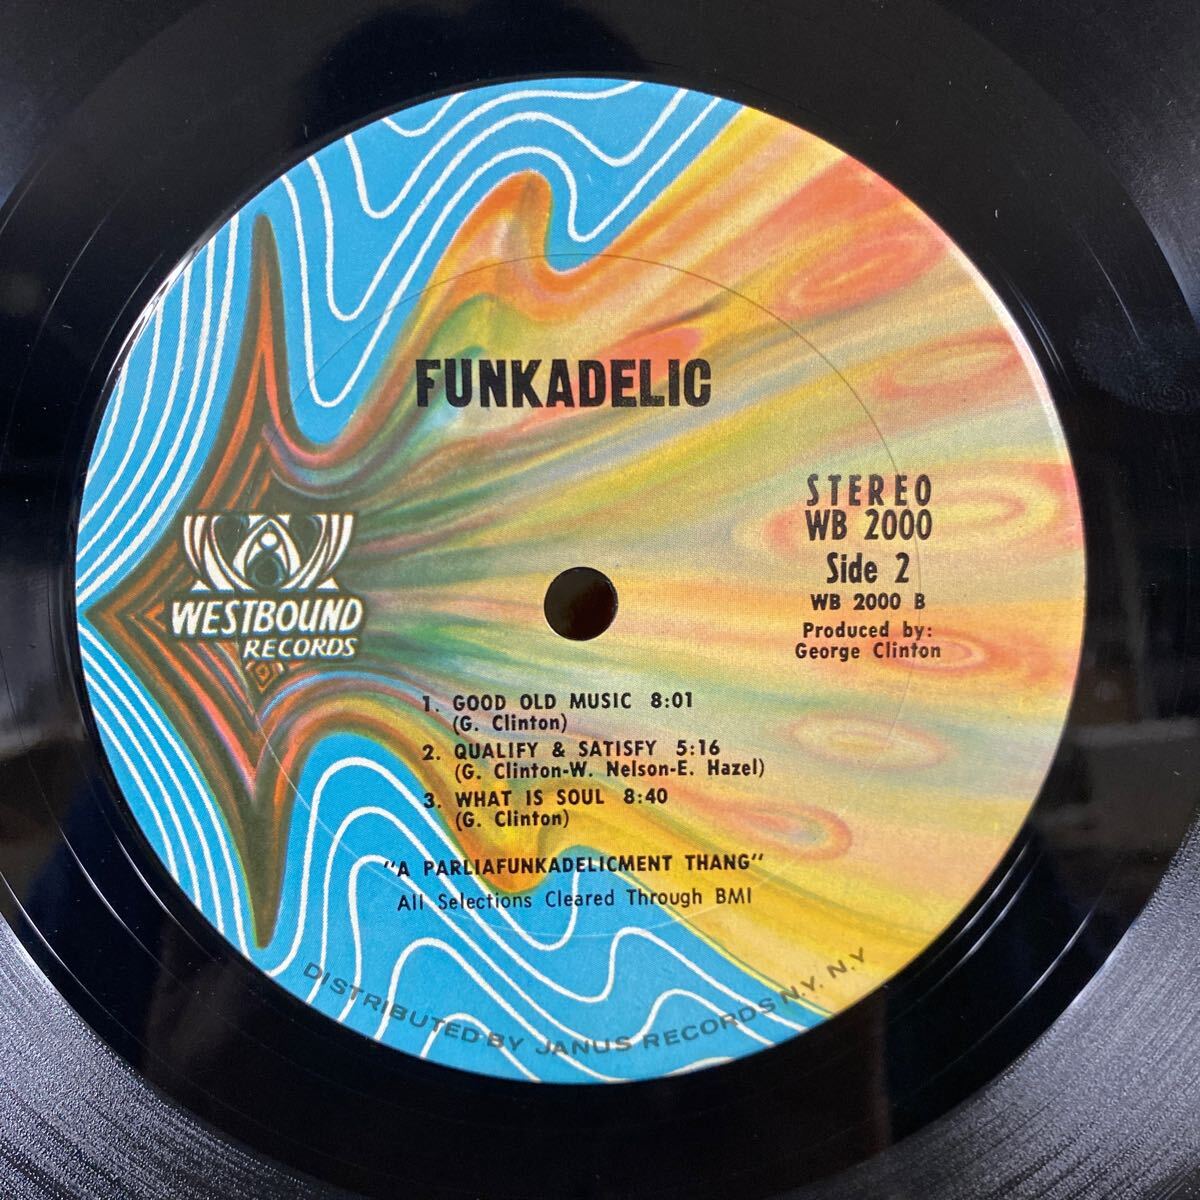 FUNKADELIC
STEREO
WB 2000
Side 2
WB 2000 B
Produced by:
George Clinton
WESTBOUND
RECORDS
1. GOOD OLD MUSIC 8:01
(G. Clinton)
2. QUALIFY & SATISFY 5:16
(G. Clinton-W. Nelson-E. Hazel)
3. WHAT IS SOUL 8:40
(G. Clinton)
"A PARLIAFUNKADELICMENT THANG"
All Selections Cleared Through BMI
DISTRIBUTED BY JANUS RECORDS N.Y. N.Y